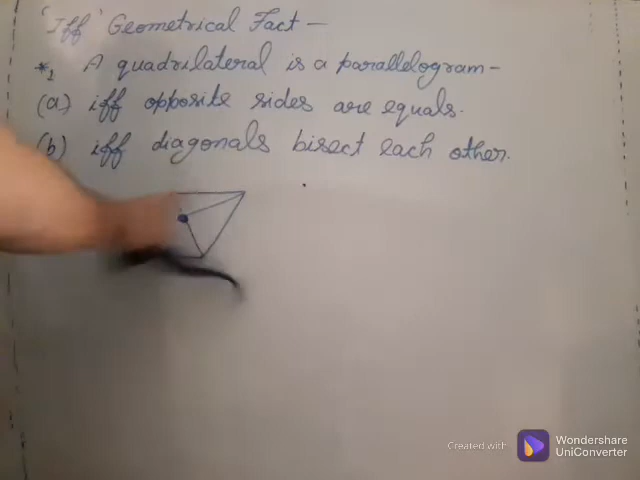 'Iff' Geometrical Fact -
*1 A quadrilateral is a parallelogram -
(a) iff opposite sides are equals.
(b) iff diagonals bisect each other.
Created with
Wondershare
UniConverter